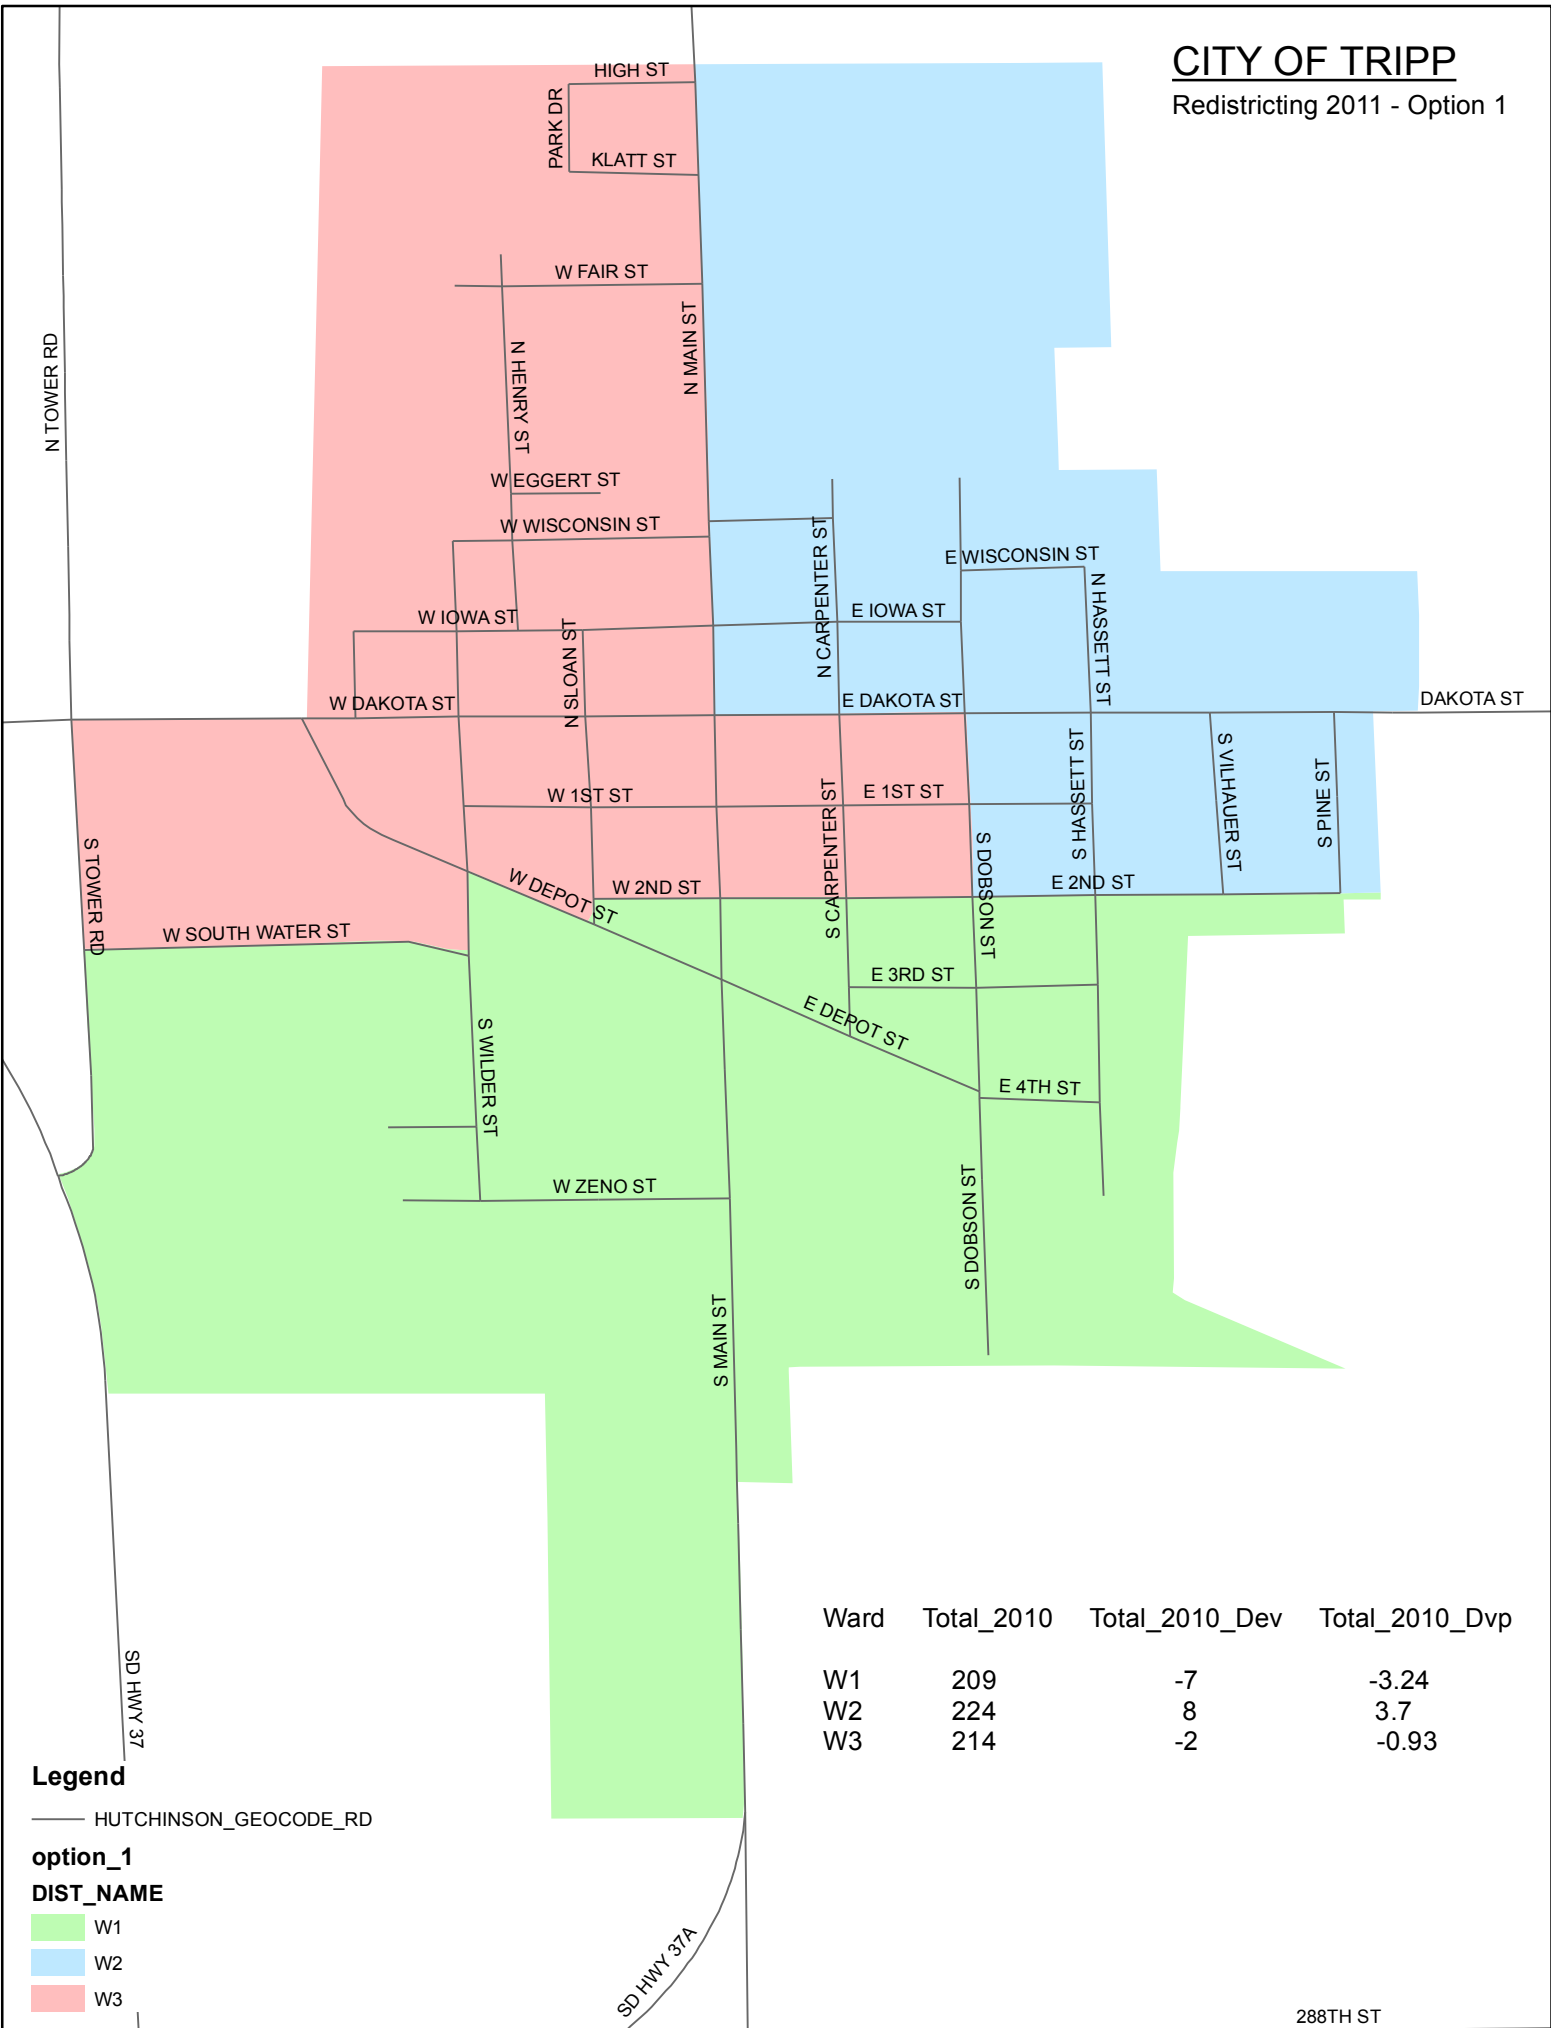 CITY OF TRIPP
Redistricting 2011 - Option 1
HIGH ST
PARK DR
KLATT ST
W FAIR ST
N MAIN ST
N TOWER RD
N HENRY ST
W EGGERT ST
W WISCONSIN ST
N CARPENTER ST
E WISCONSIN ST
N HASSETT ST
W IOWA ST
E IOWA ST
N SLOAN ST
W DAKOTA ST
E DAKOTA ST
DAKOTA ST
S HASSETT ST
S VILHAUER ST
S PINE ST
W 1ST ST
E 1ST ST
S CARPENTER ST
S TOWER RD
S DOBSON ST
W DEPOT ST
W 2ND ST
E 2ND ST
W SOUTH WATER ST
E 3RD ST
E DEPOT ST
S WILDER ST
E 4TH ST
W ZENO ST
S DOBSON ST
S MAIN ST
Ward Total_2010 Total_2010_Dev Total_2010_Dvp
W1 209 -7 -3.24
W2 224 8 3.7
W3 214 -2 -0.93
SD HWY 37
Legend
HUTCHINSON_GEOCODE_RD
option_1
DIST_NAME
W1
W2
W3
SD HWY 37A
288TH ST